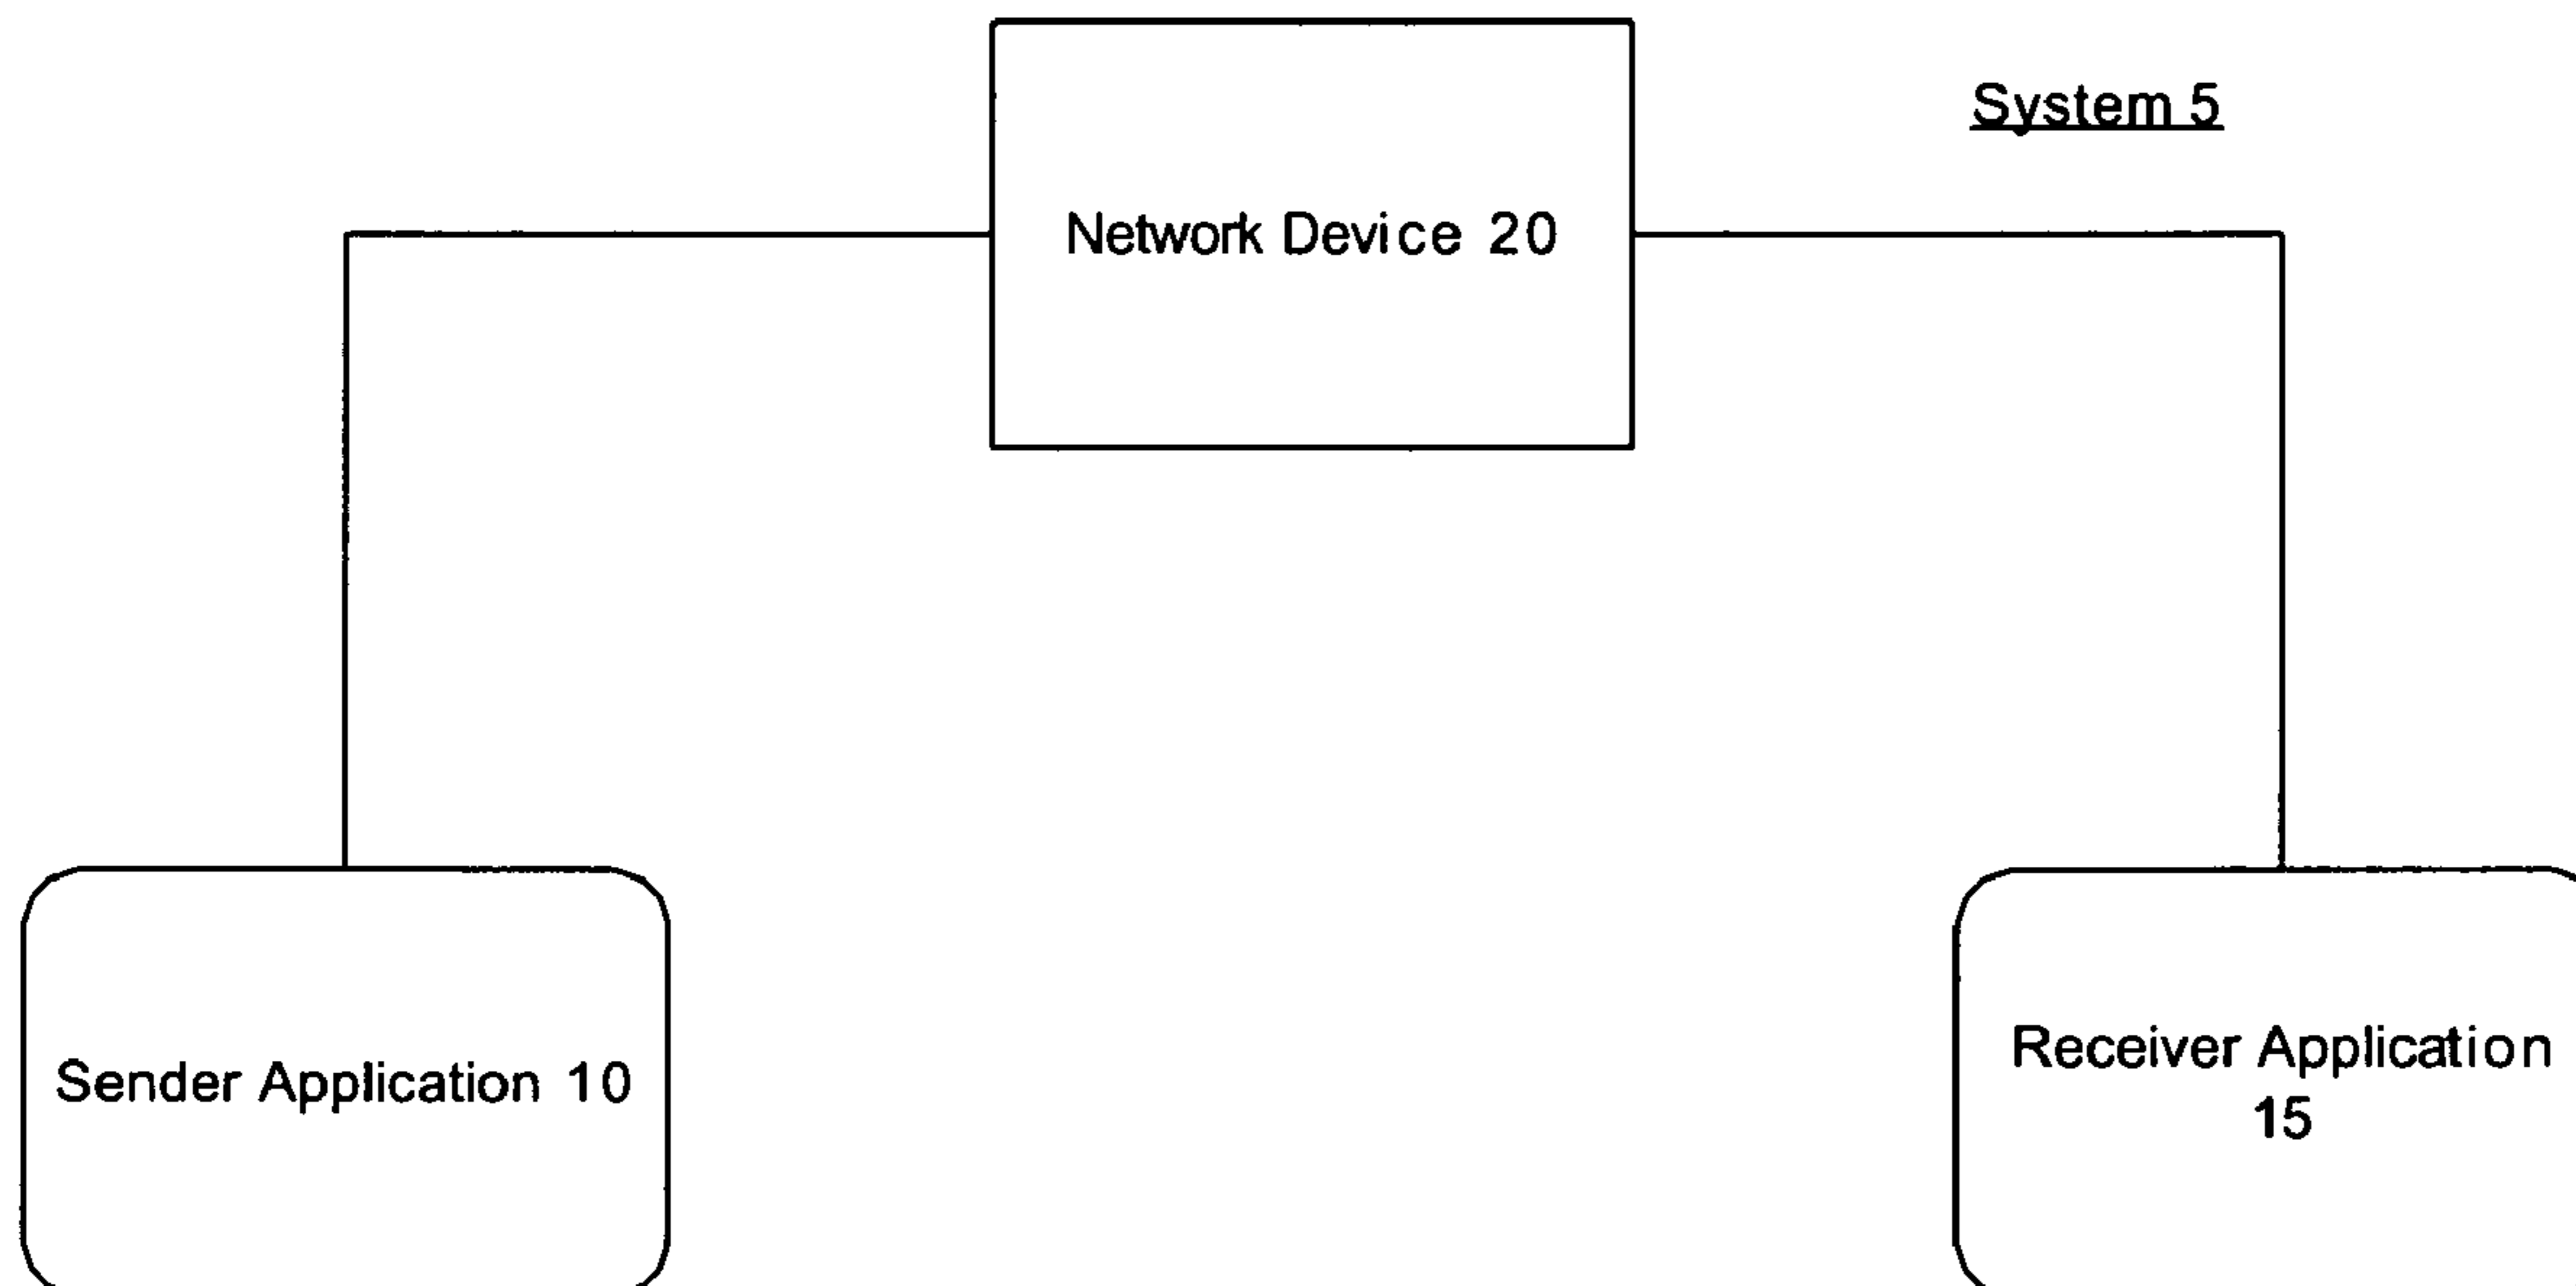 System 5
Network Device 20
Sender Application 10
Receiver Application
15